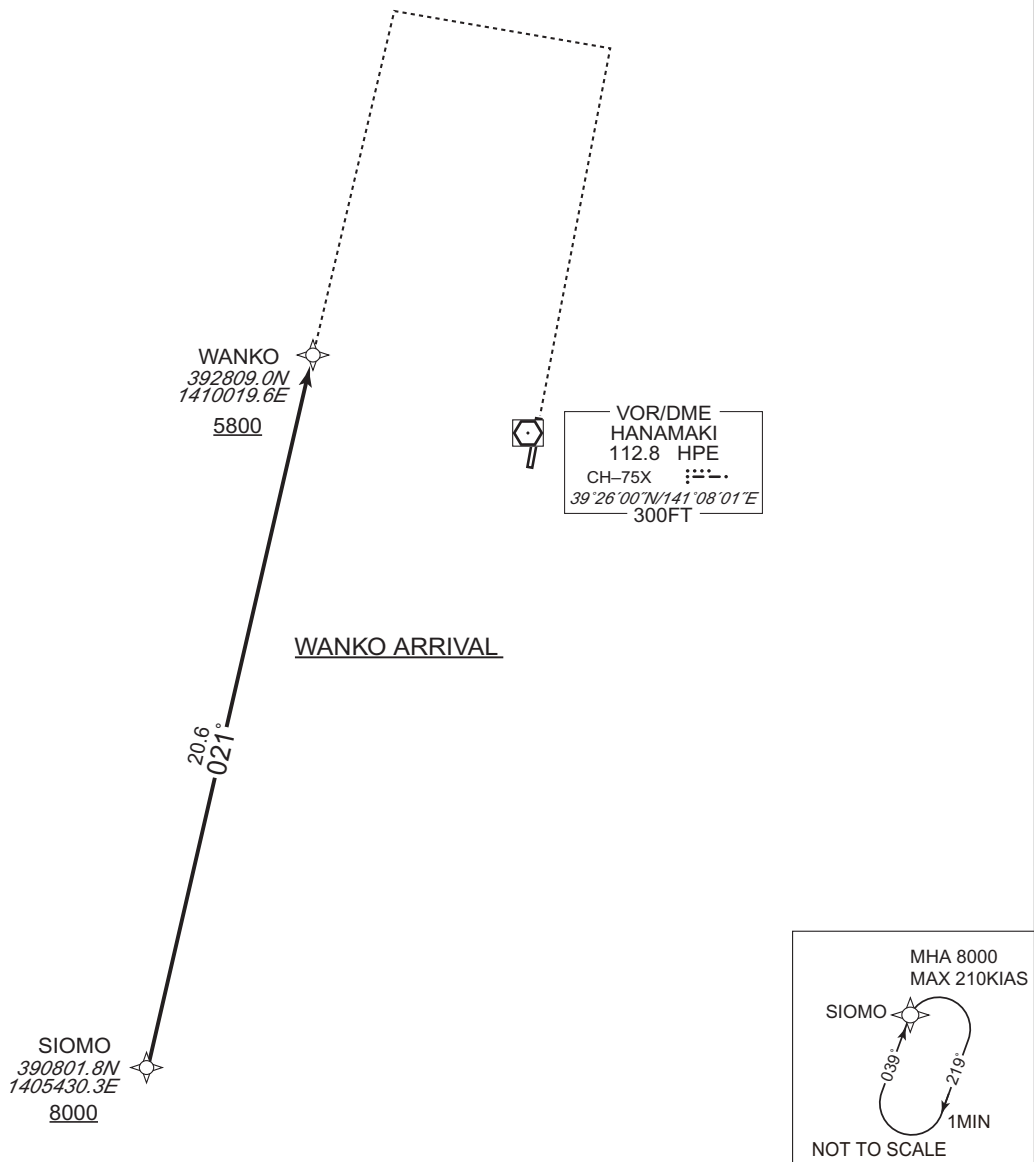 WANKO
392809.0N
1410019.6E
5800
VOR/DME
HANAMAKI
112.8 HPE
CH–75X
39°26´00˝N/141°08´01˝E
300FT
WANKO ARRIVAL
20.6
021°
SIOMO
390801.8N
1405430.3E
8000
MHA 8000
MAX 210KIAS
SIOMO
039°
219°
1MIN
NOT TO SCALE